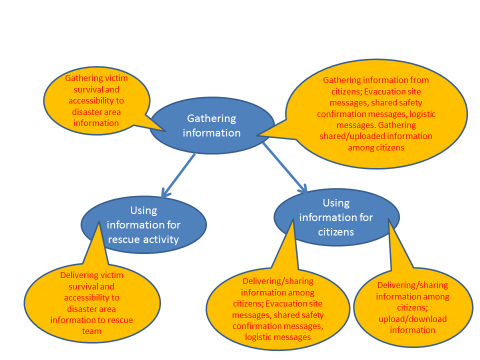 Gathering victim
survival and
accessibility to
disaster area
information
Gathering information from
citizens; Evacuation site
messages, shared safety
confirmation messages, logistic
messages. Gathering
shared/uploaded information
among citizens
Gathering
information
Using
information for
rescue activity
Using
information for
citizens
Delivering victim
survival and
accessibility to
disaster area
information to rescue
team
Delivering/sharing
information among
citizens; Evacuation site
messages, shared safety
confirmation messages,
logistic messages
Delivering/sharing
information among
citizens;
upload/download
information